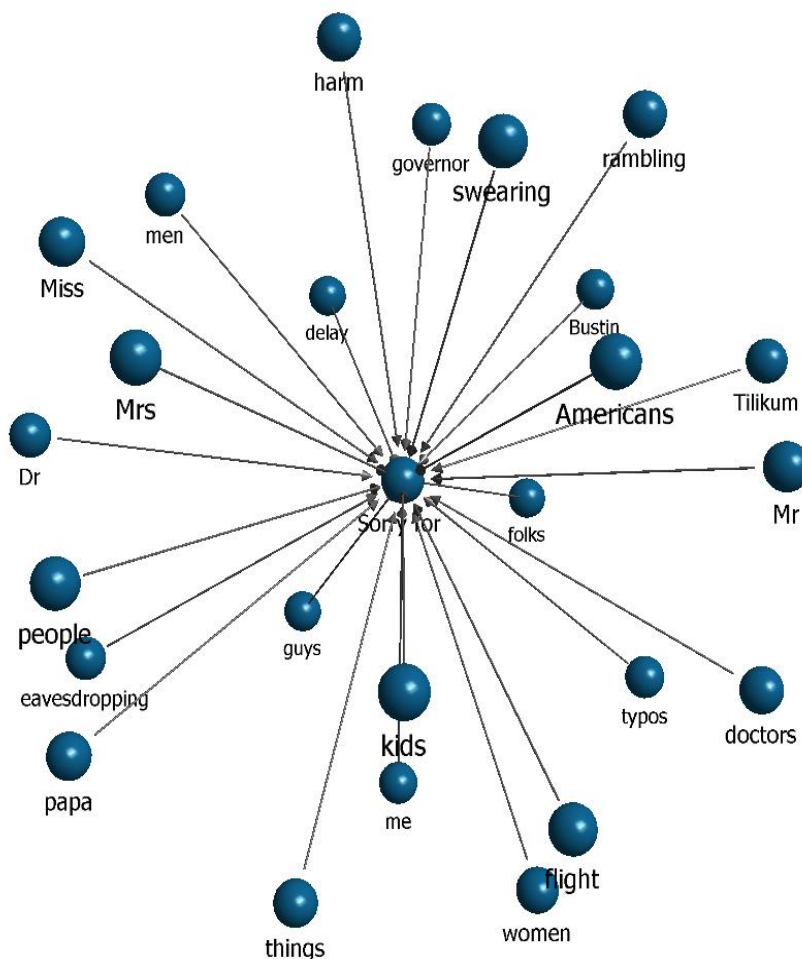 harm
governor
swearing
rambling
men
Miss
delay
Bustin
Mrs
Americans
Tilikum
Dr
Sorry for
folks
Mr
people
guys
eavesdropping
kids
typos
doctors
papa
me
flight
things
women